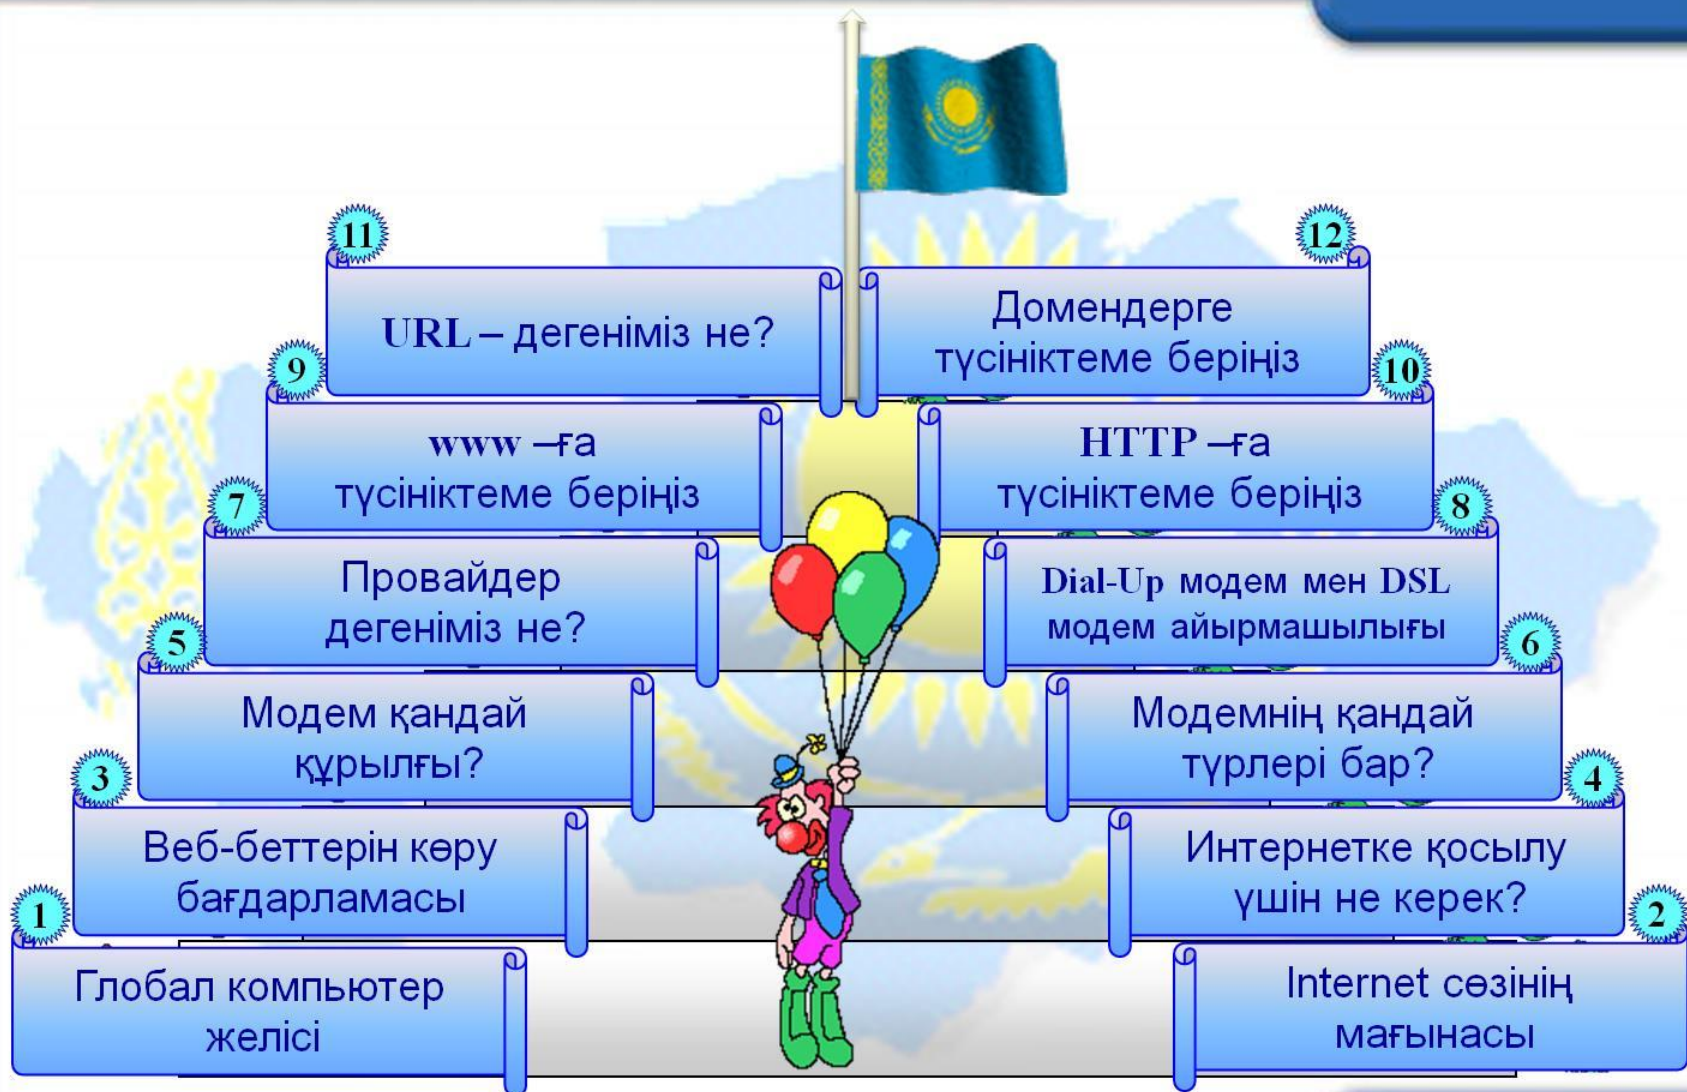 11
URL – дегеніміз не?
12
Домендерге
түсініктеме беріңіз
9
www –ға
түсініктеме беріңіз
10
HTTP –ға
түсініктеме беріңіз
7
Провайдер
дегеніміз не?
8
Dial-Up модем мен DSL
модем айырмашылығы
5
Модем қандай
құрылғы?
6
Модемнің қандай
түрлері бар?
3
Веб-беттерін көру
бағдарламасы
4
Интернетке қосылу
үшін не керек?
1
Глобал компьютер
желісі
2
Internet сөзінің
мағынасы